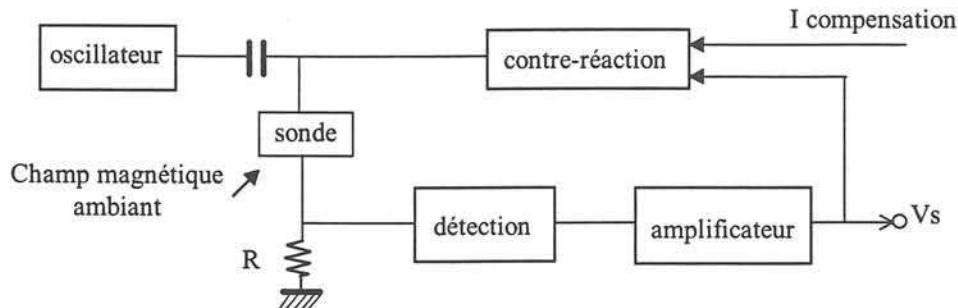 I compensation
oscillateur
contre-réaction
sonde
Champ magnétique
ambiant
détection
amplificateur
Vs
R